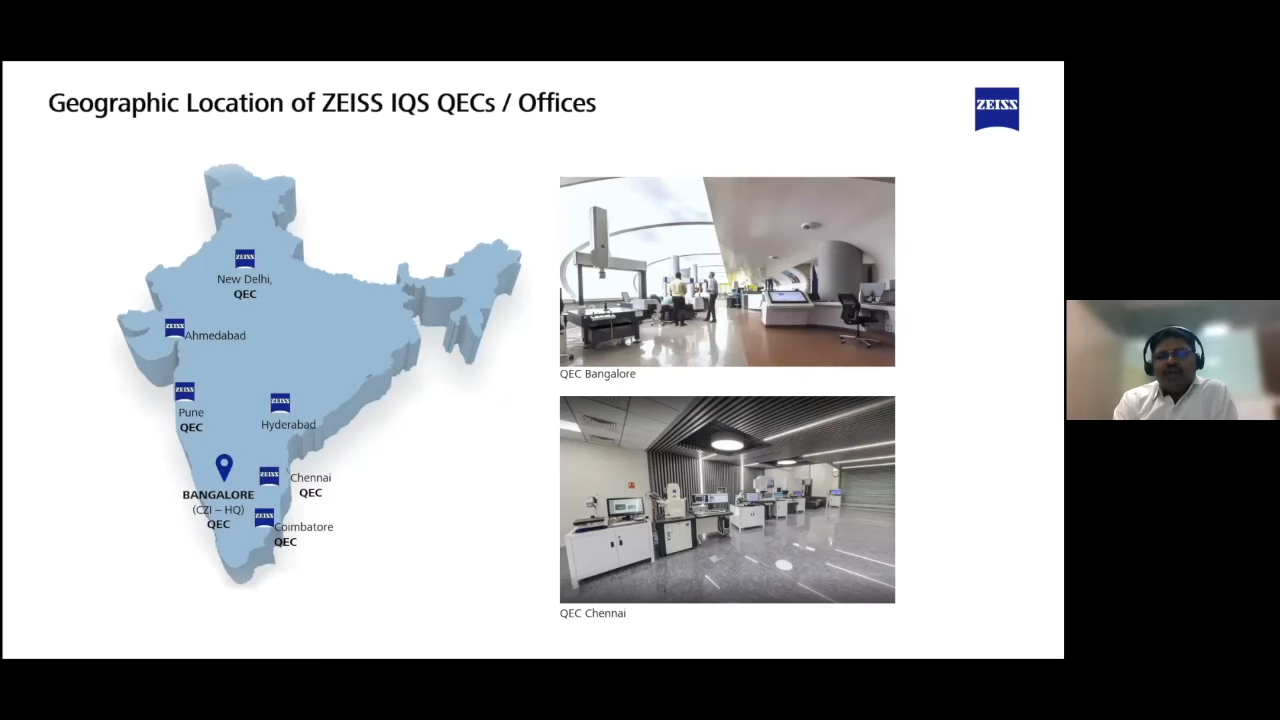 Geographic Location of ZEISS IQS QECs / Offices
ZEISS
ZEISS
New Delhi,
QEC
ZEISS
Ahmedabad
ZEISS
Pune
QEC
ZEISS
Hyderabad
BANGALORE
(CZI – HQ)
QEC
ZEISS
Chennai
QEC
ZEISS
Coimbatore
QEC
QEC Bangalore
QEC Chennai